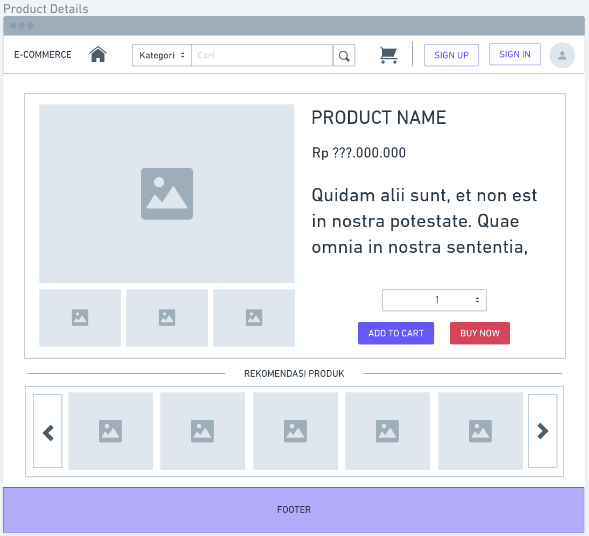 Product Details
E-COMMERCE
Kategori
Cari
SIGN UP
SIGN IN
PRODUCT NAME
Rp ???.000.000
Quidam alii sunt, et non est
in nostra potestate. Quae
omnia in nostra sententia,
1
ADD TO CART
BUY NOW
REKOMENDASI PRODUK
FOOTER